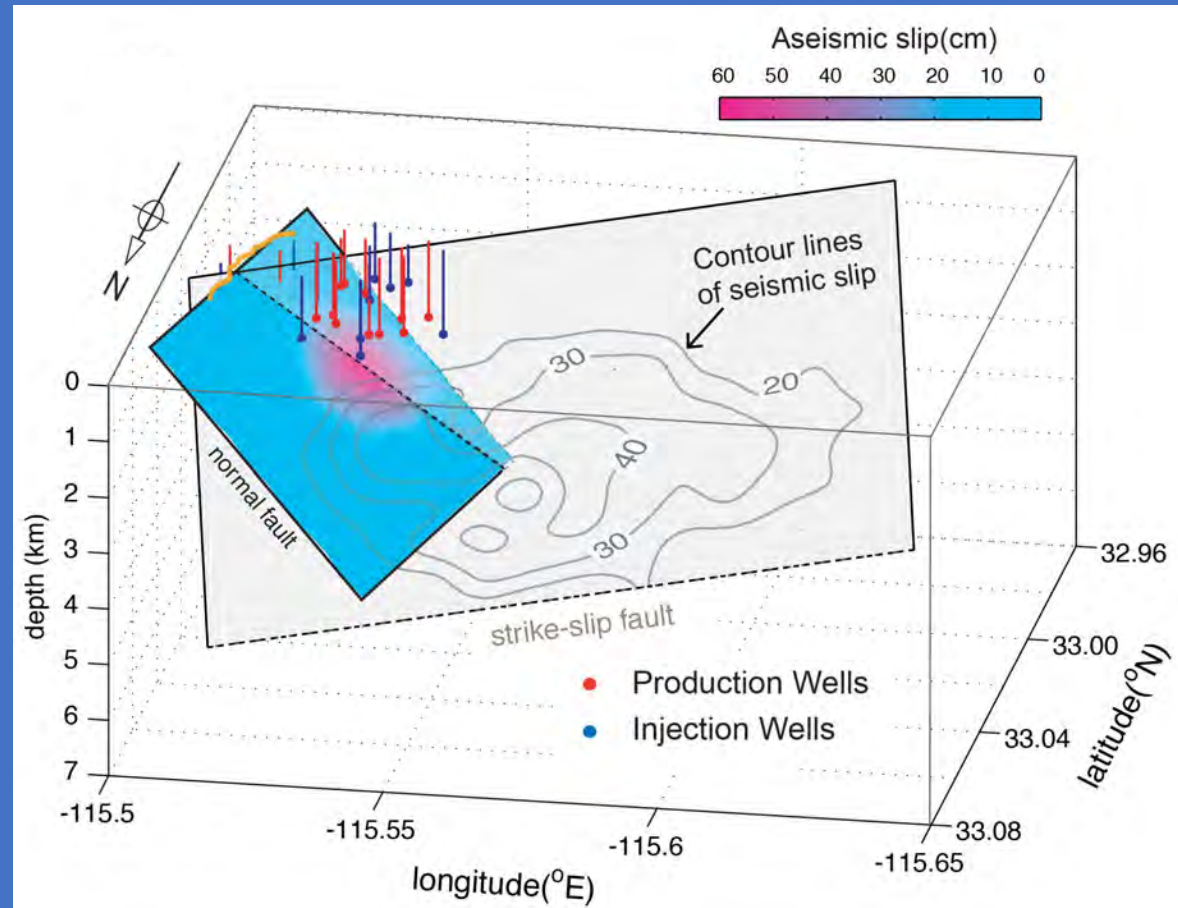 Aseismic slip(cm)
60 50 40 30 20 10 0
N
Contour lines
of seismic slip
30
20
40
30
normal fault
strike-slip fault
Production Wells
Injection Wells
depth (km)
0
1
2
3
4
5
6
7
-115.5
-115.55
-115.6
-115.65
longitude(°E)
32.96
33.00
33.04
33.08
latitude(°N)